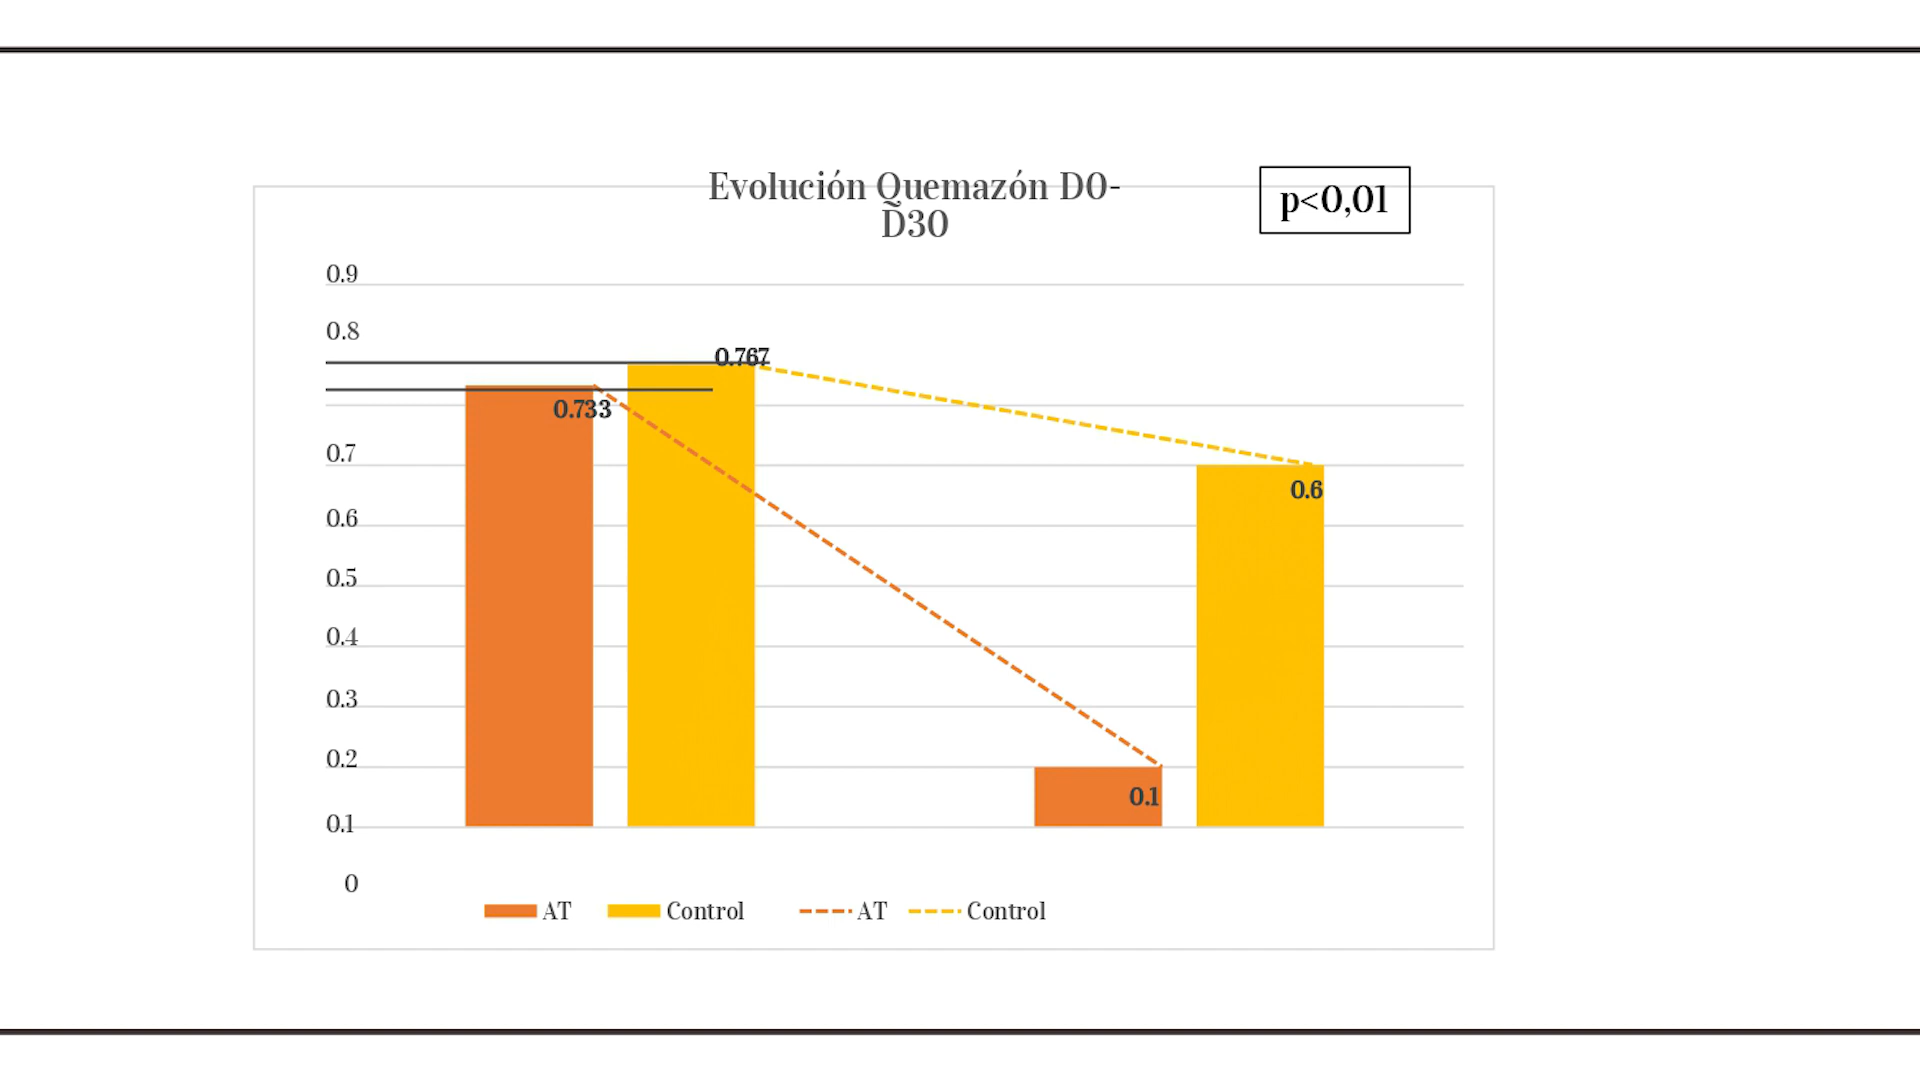 Evolución Quemazón D0-
D30
p<0,01
0.9
0.8
0.7
0.6
0.5
0.4
0.3
0.2
0.1
0
0.733
0.767
0.1
0.6
AT
Control
AT
Control